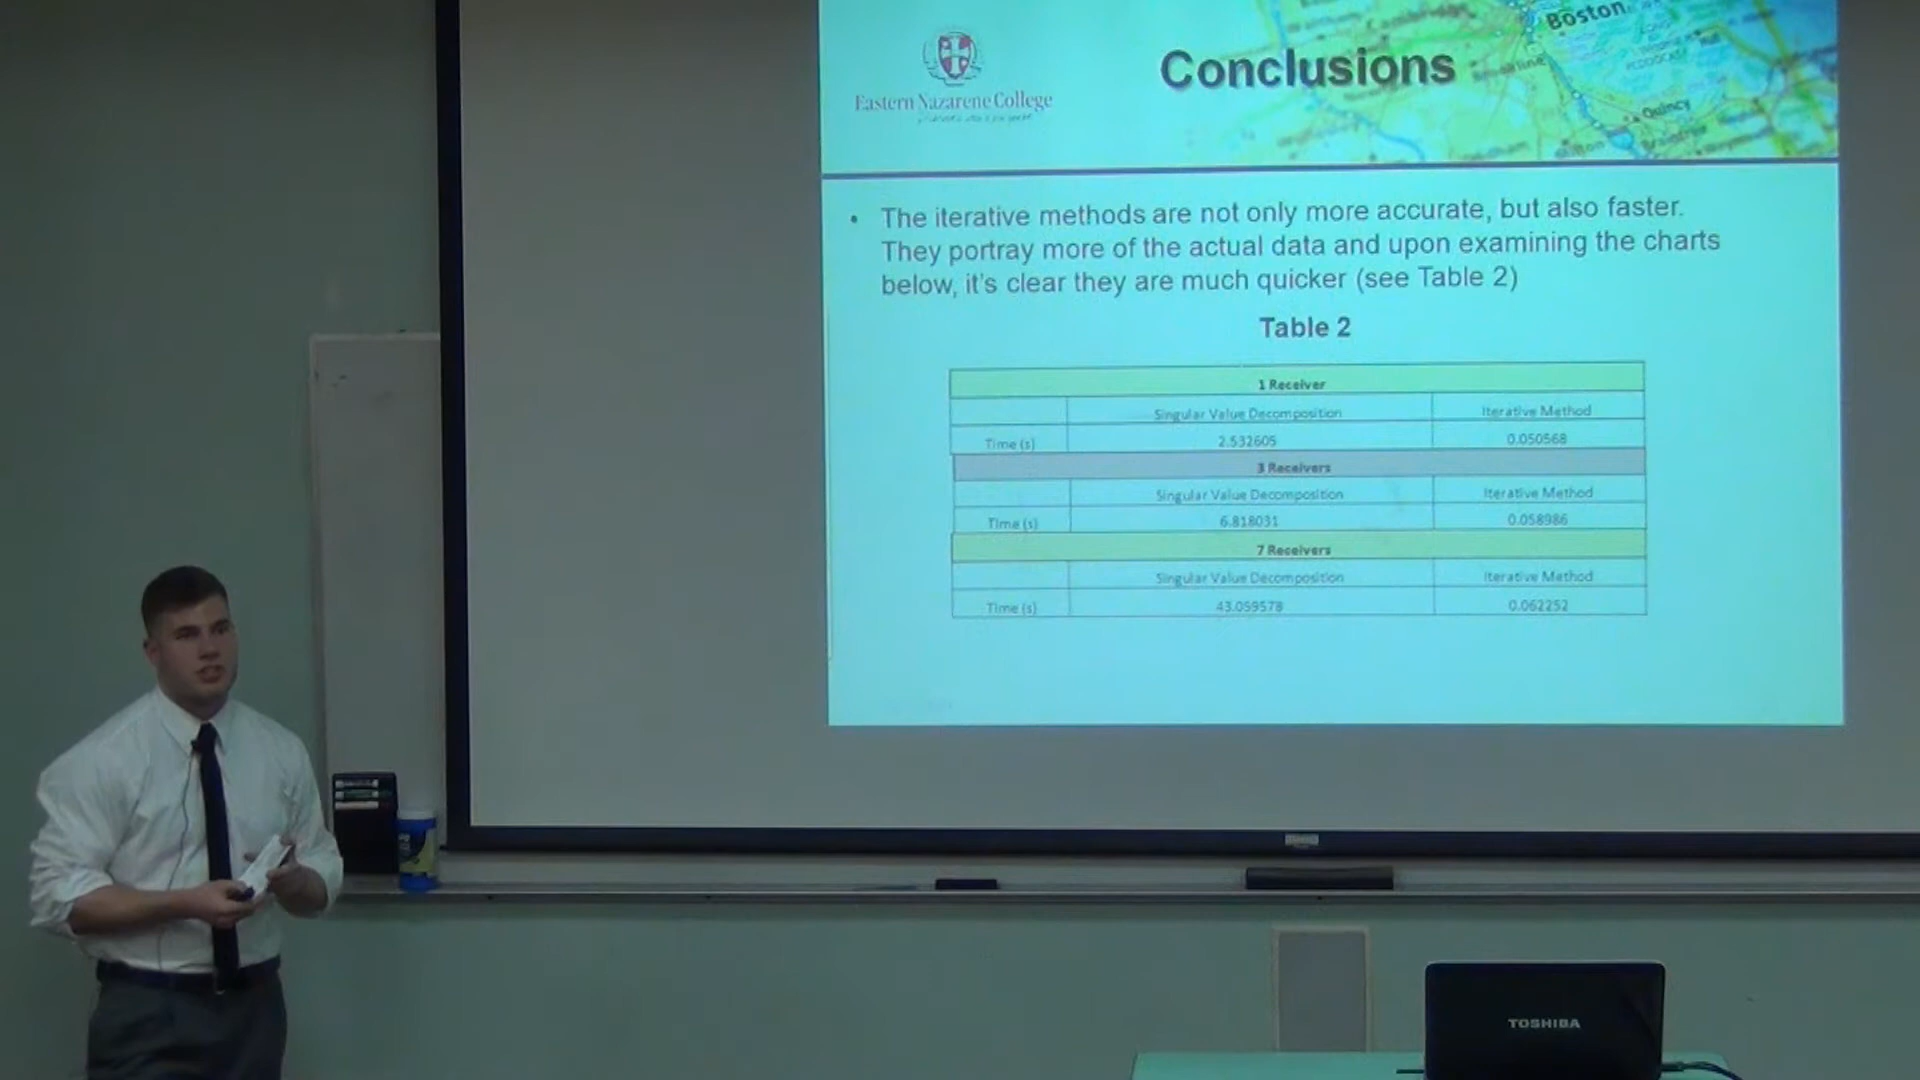 Boston
Conclusions
Eastern Nazarene College
Quincy
• The iterative methods are not only more accurate, but also faster.
They portray more of the actual data and upon examining the charts
below, it's clear they are much quicker (see Table 2)
Table 2
1 Receiver
Singular Value Decomposition Iterative Method
Time (s) 2.532605 0.050568
3 Receivers
Singular Value Decomposition Iterative Method
Time (s) 6.818031 0.058986
7 Receivers
Singular Value Decomposition Iterative Method
Time (s) 43.059578 0.062252
TOSHIBA